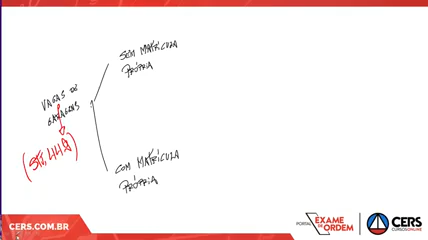 SEM MATRÍCULA
PRÓPRIA
VAGAS DE
GARAGENS
(STJ, 449)
COM MATRÍCULA
PRÓPRIA
CERS.COM.BR
PORTAL EXAME DE ORDEM
CERS
CURSOS ONLINE